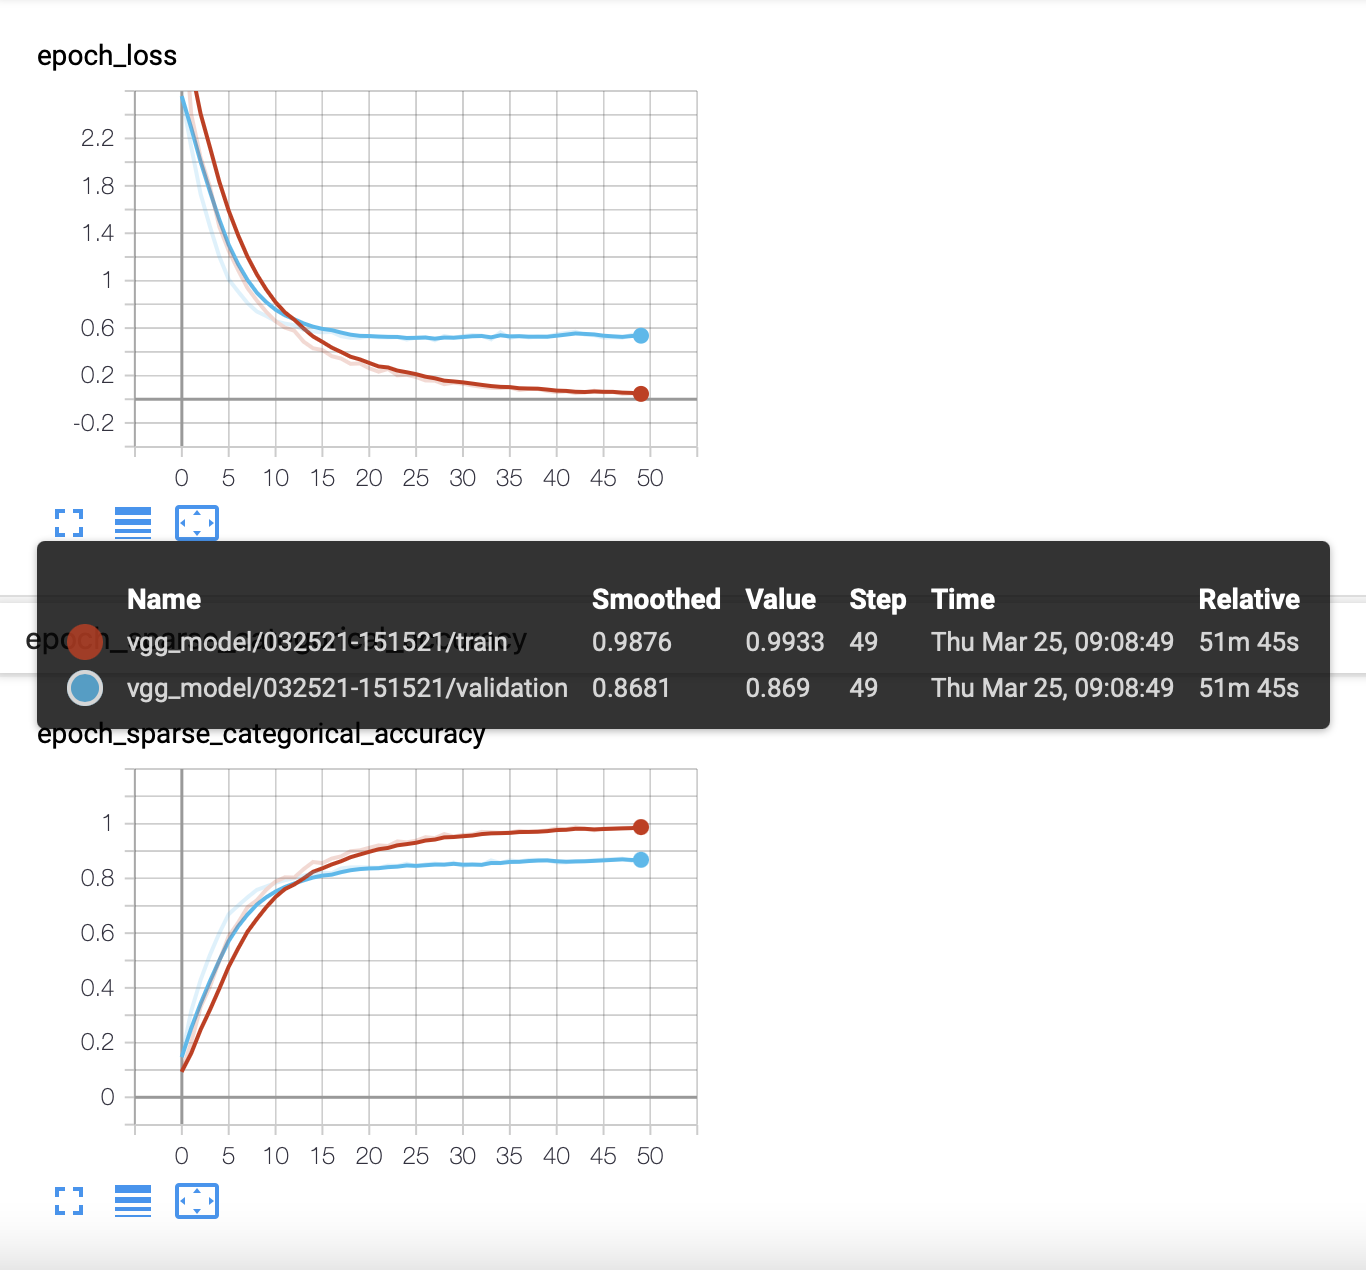 epoch_loss
2.2
1.8
1.4
1
0.6
0.2
-0.2
0 5 10 15 20 25 30 35 40 45 50
Name Smoothed Value Step Time Relative
epoch_sparse_categorical_accuracy
vgg_model/032521-151521/train 0.9876 0.9933 49 Thu Mar 25, 09:08:49 51m 45s
vgg_model/032521-151521/validation 0.8681 0.869 49 Thu Mar 25, 09:08:49 51m 45s
epoch_sparse_categorical_accuracy
1
0.8
0.6
0.4
0.2
0
0 5 10 15 20 25 30 35 40 45 50